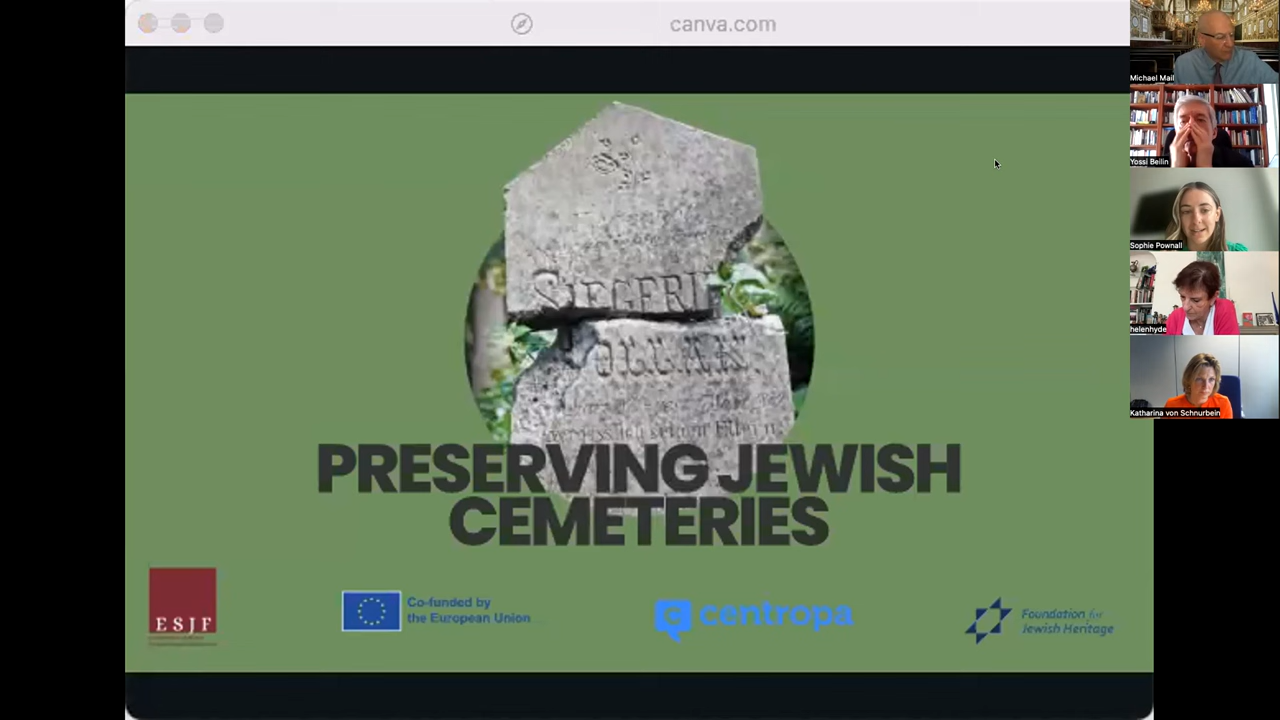 canva.com
SIEGFRI
PRESERVING JEWISH
CEMETERIES
ESJF
Co-funded by
the European Union
centropa
Foundation for
Jewish Heritage
Michael Mail
Yossi Beilin
Sophie Pownall
helenhyde
Katharina von Schnurbein